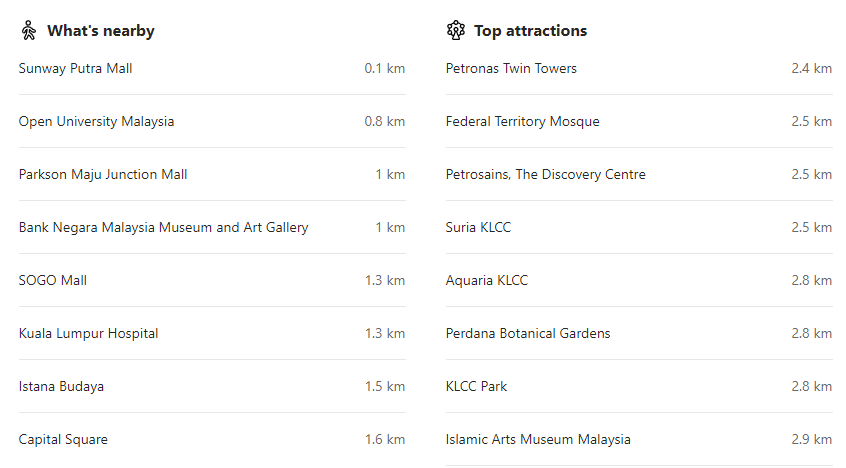 What's nearby
Sunway Putra Mall 0.1 km
Open University Malaysia 0.8 km
Parkson Maju Junction Mall 1 km
Bank Negara Malaysia Museum and Art Gallery 1 km
SOGO Mall 1.3 km
Kuala Lumpur Hospital 1.3 km
Istana Budaya 1.5 km
Capital Square 1.6 km
Top attractions
Petronas Twin Towers 2.4 km
Federal Territory Mosque 2.5 km
Petrosains, The Discovery Centre 2.5 km
Suria KLCC 2.5 km
Aquaria KLCC 2.8 km
Perdana Botanical Gardens 2.8 km
KLCC Park 2.8 km
Islamic Arts Museum Malaysia 2.9 km